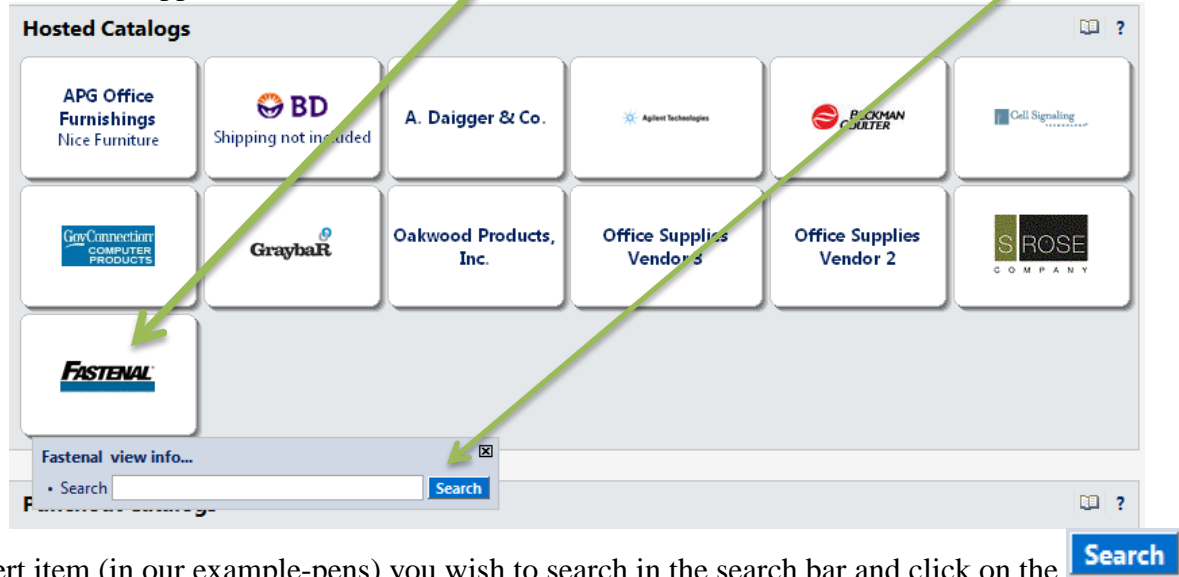 Hosted Catalogs ?
APG Office
Furnishings
Nice Furniture
BD
Shipping not included
A. Daigger & Co.
Agilent Technologies
BECKMAN
COULTER
Cell Signaling
TECHNOLOGY
GovConnection
COMPUTER
PRODUCTS
GraybaR
Oakwood Products,
Inc.
Office Supplies
Vendor 3
Office Supplies
Vendor 2
S ROSE
COMPANY
FASTENAL
Fastenal view info...
• Search Search
?
ert item (in our example-pens) you wish to search in the search bar and click on the Search